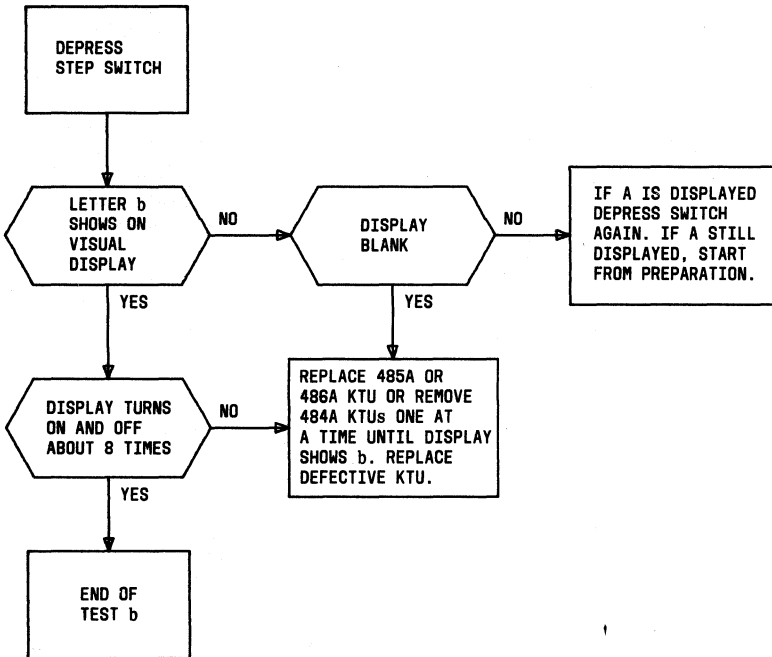 DEPRESS
STEP SWITCH
LETTER b
SHOWS ON
VISUAL
DISPLAY
NO
DISPLAY
BLANK
NO
IF A IS DISPLAYED
DEPRESS SWITCH
AGAIN. IF A STILL
DISPLAYED, START
FROM PREPARATION.
YES
YES
DISPLAY TURNS
ON AND OFF
ABOUT 8 TIMES
NO
REPLACE 485A OR
486A KTU OR REMOVE
484A KTUs ONE AT
A TIME UNTIL DISPLAY
SHOWS b. REPLACE
DEFECTIVE KTU.
YES
END OF
TEST b